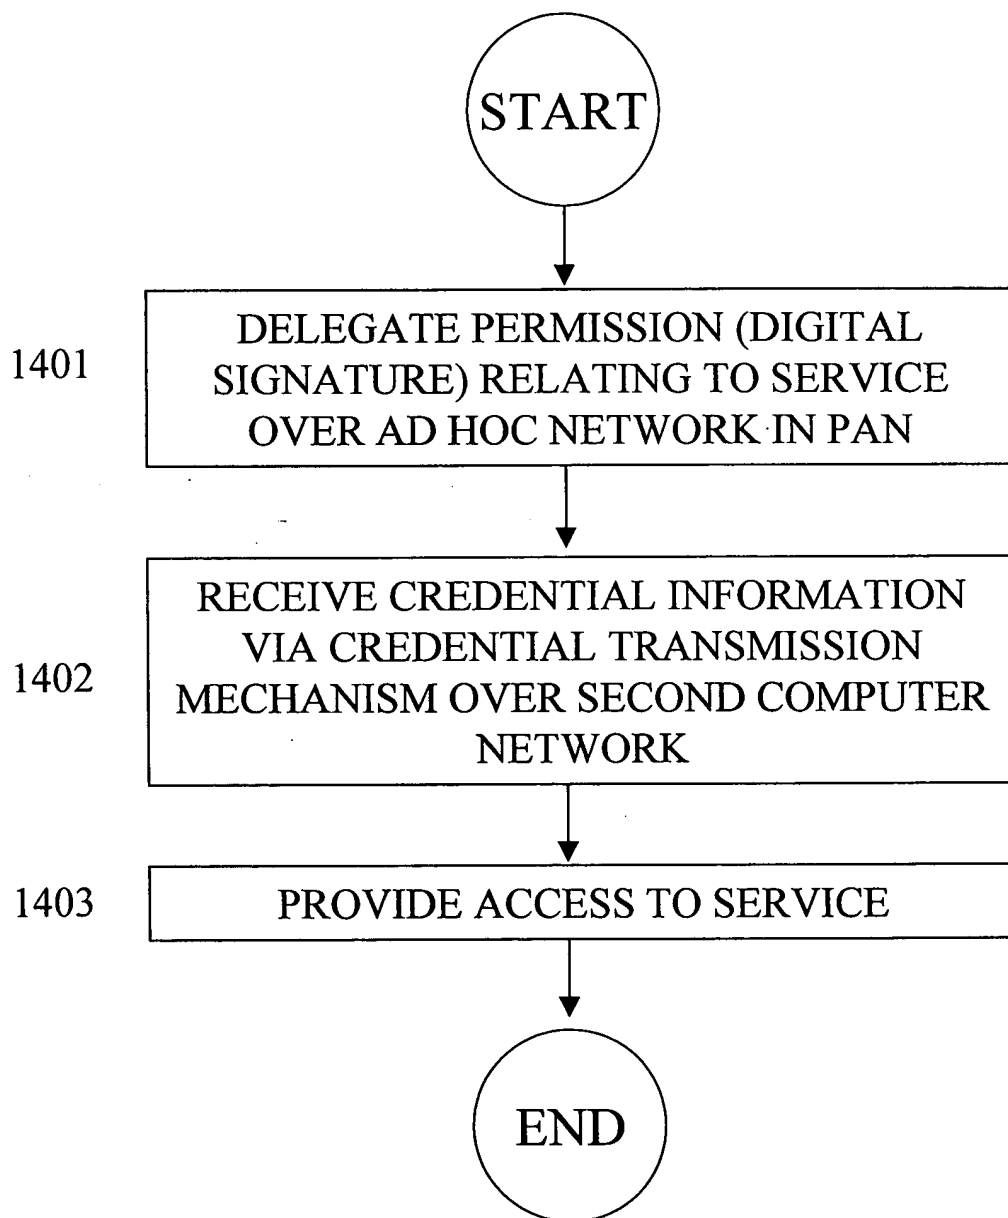 START
1401
DELEGATE PERMISSION (DIGITAL
SIGNATURE) RELATING TO SERVICE
OVER AD HOC NETWORK IN PAN
1402
RECEIVE CREDENTIAL INFORMATION
VIA CREDENTIAL TRANSMISSION
MECHANISM OVER SECOND COMPUTER
NETWORK
1403
PROVIDE ACCESS TO SERVICE
END